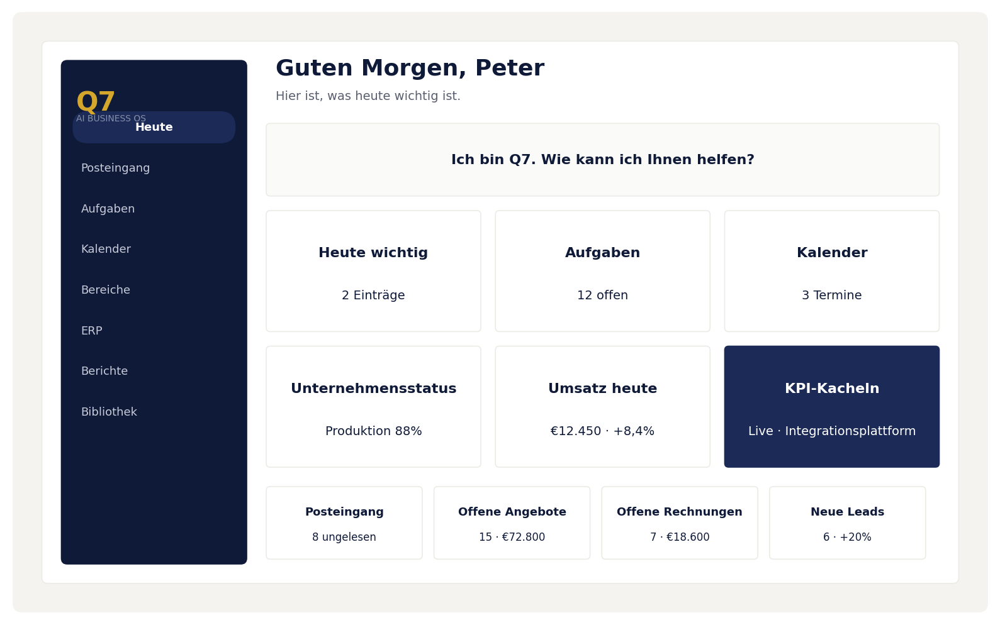 Q7
AI BUSINESS OS
Heute
Posteingang
Aufgaben
Kalender
Bereiche
ERP
Berichte
Bibliothek
Guten Morgen, Peter
Hier ist, was heute wichtig ist.
Ich bin Q7. Wie kann ich Ihnen helfen?
Heute wichtig
2 Einträge
Aufgaben
12 offen
Kalender
3 Termine
Unternehmensstatus
Produktion 88%
Umsatz heute
€12.450 · +8,4%
KPI-Kacheln
Live · Integrationsplattform
Posteingang
8 ungelesen
Offene Angebote
15 · €72.800
Offene Rechnungen
7 · €18.600
Neue Leads
6 · +20%